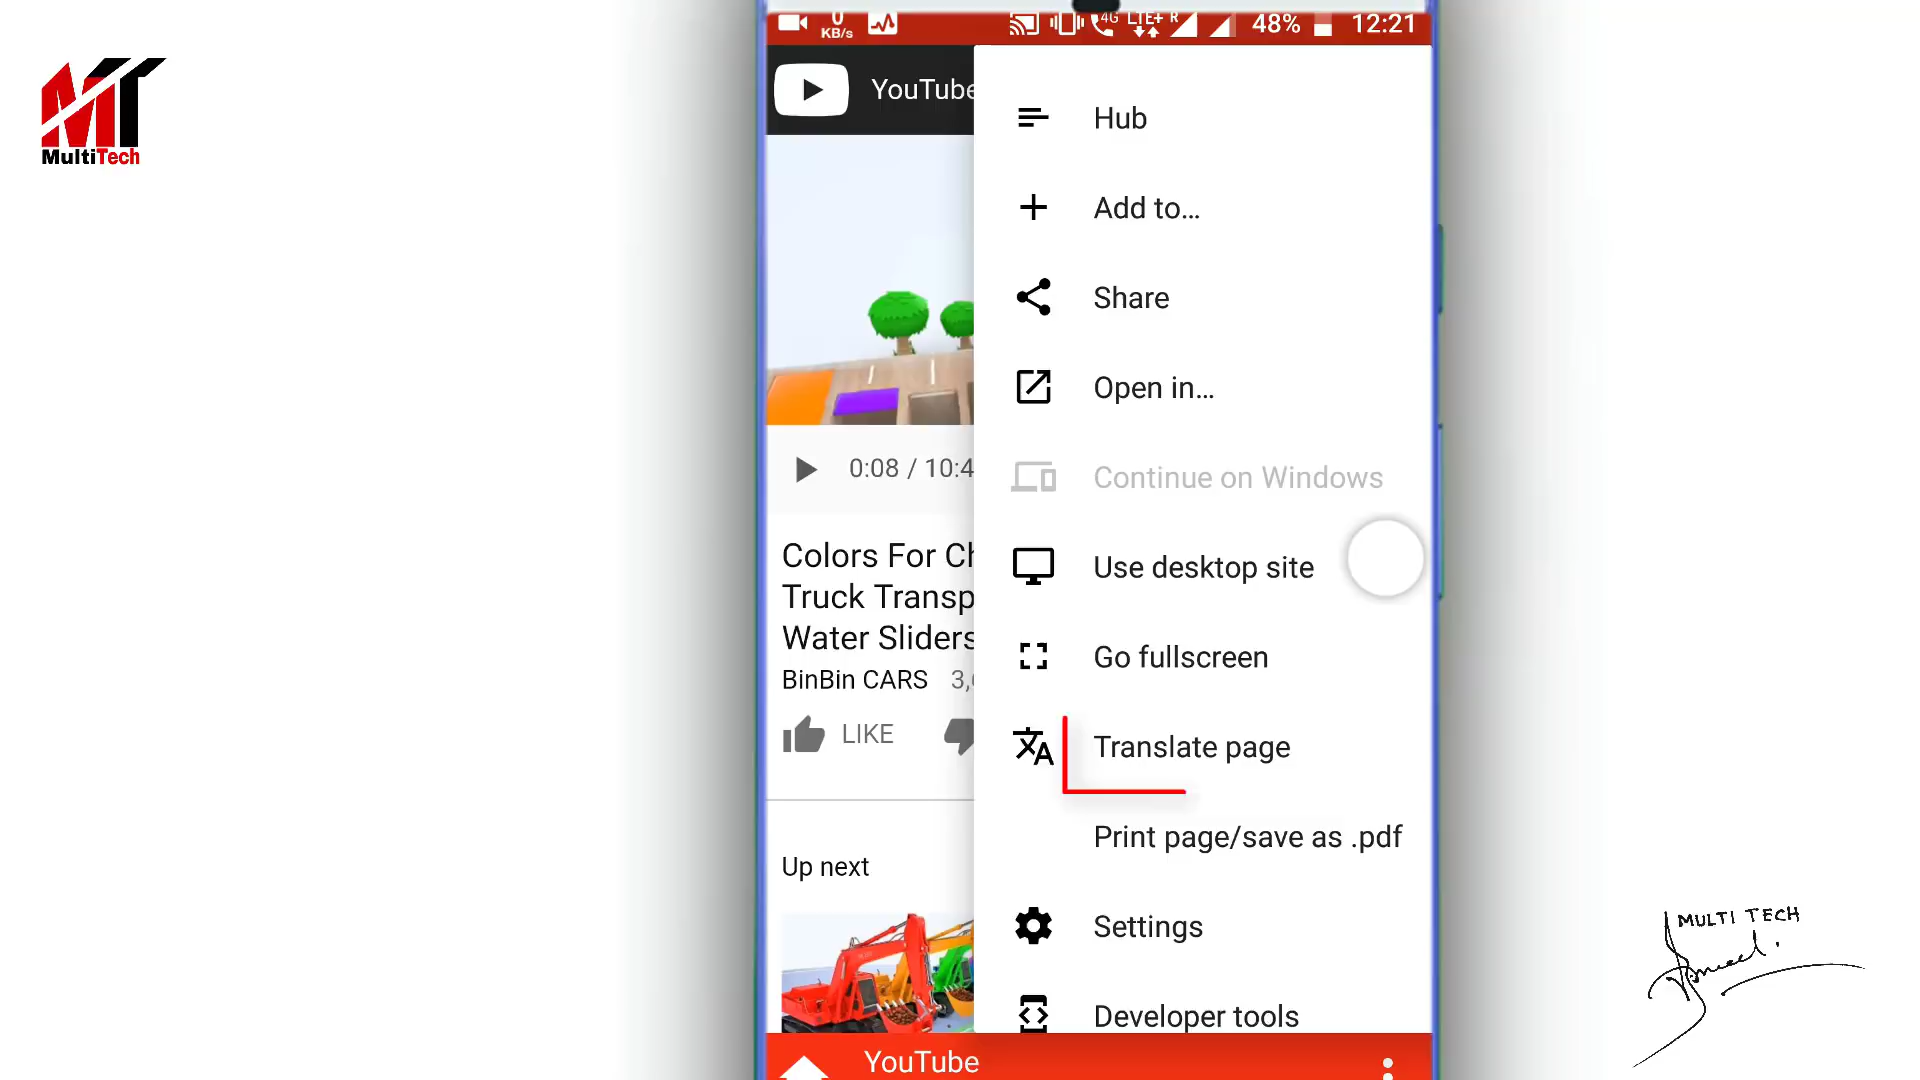 MT
MultiTech
0
KB/s
4G LTE+ R 48% 12:21
YouTube
Hub
Add to...
Share
Open in...
Continue on Windows
0:08 / 10:4
Use desktop site
Colors For Ch
Truck Transp
Water Sliders
BinBin CARS 3,
Go fullscreen
LIKE
Translate page
Print page/save as .pdf
Up next
Settings
Developer tools
YouTube
MULTI TECH